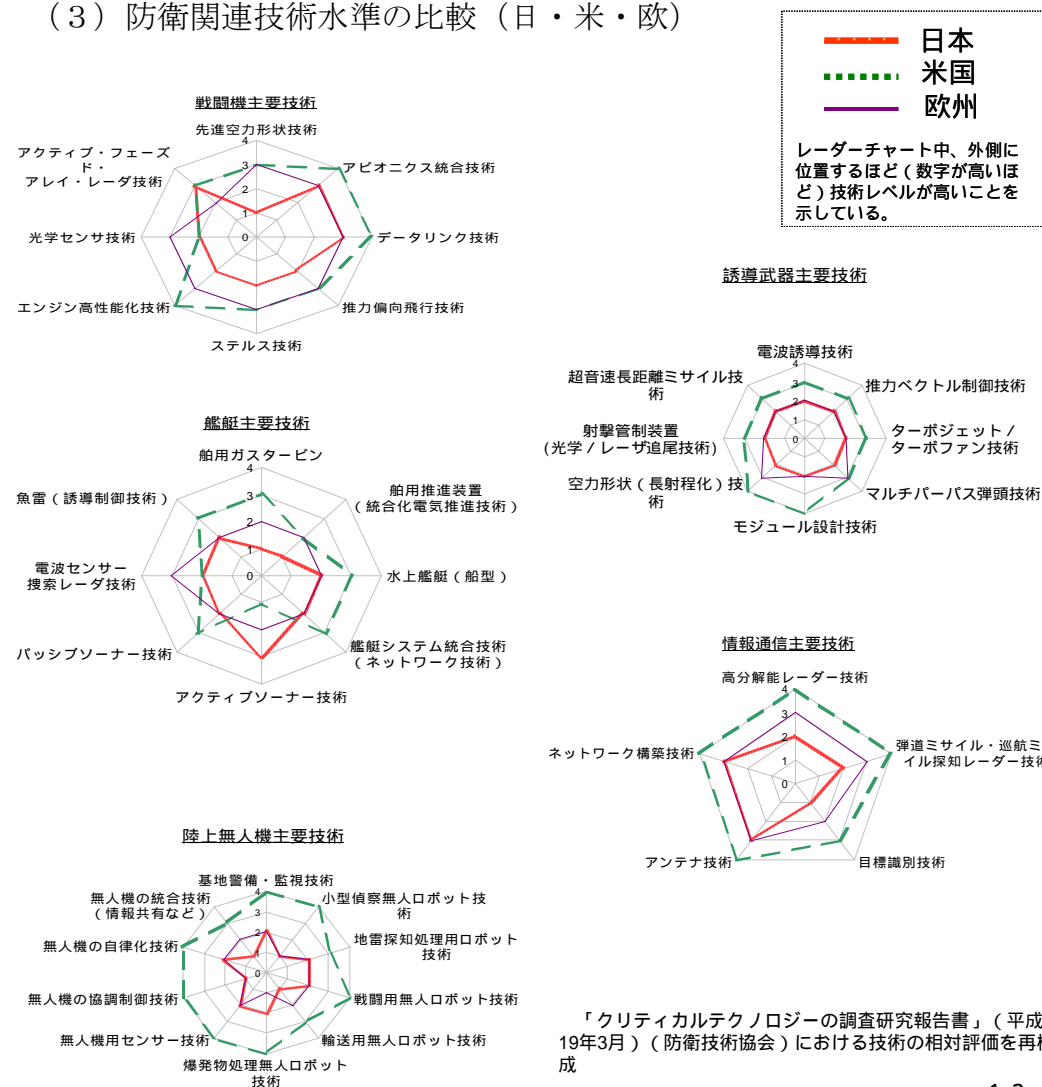 （３）防衛関連技術水準の比較（日・米・欧）
日本
米国
欧州
レーダーチャート中、外側に
位置するほど（数字が高いほ
ど）技術レベルが高いことを
示している。
戦闘機主要技術
先進空力形状技術
アビオニクス統合技術
データリンク技術
推力偏向飛行技術
ステルス技術
エンジン高性能化技術
光学センサ技術
アクティブ・フェーズ
ド・
アレイ・レーダ技術
4
3
2
1
0
誘導武器主要技術
電波誘導技術
推力ベクトル制御技術
ターボジェット／
ターボファン技術
マルチパーパス弾頭技術
モジュール設計技術
空力形状（長射程化）技
術
射撃管制装置
(光学／レーザ追尾技術)
超音速長距離ミサイル技
術
4
3
2
1
0
艦艇主要技術
舶用ガスタービン
舶用推進装置
（統合化電気推進技術）
水上艦艇（船型）
艦艇システム統合技術
（ネットワーク技術）
アクティブソーナー技術
パッシブソーナー技術
電波センサー
捜索レーダ技術
魚雷（誘導制御技術）
4
3
2
1
0
情報通信主要技術
高分解能レーダー技術
弾道ミサイル・巡航ミ
イル探知レーダー技術
目標識別技術
アンテナ技術
ネットワーク構築技術
4
3
2
1
0
陸上無人機主要技術
基地警備・監視技術
小型偵察無人ロボット技
術
地雷探知処理用ロボット
技術
戦闘用無人ロボット技術
輸送用無人ロボット技術
爆発物処理無人ロボット
技術
無人機用センサー技術
無人機の協調制御技術
無人機の自律化技術
無人機の統合技術
（情報共有など）
4
3
2
1
0
「クリティカルテクノロジーの調査研究報告書」（平成
19年3月）（防衛技術協会）における技術の相対評価を再構
成